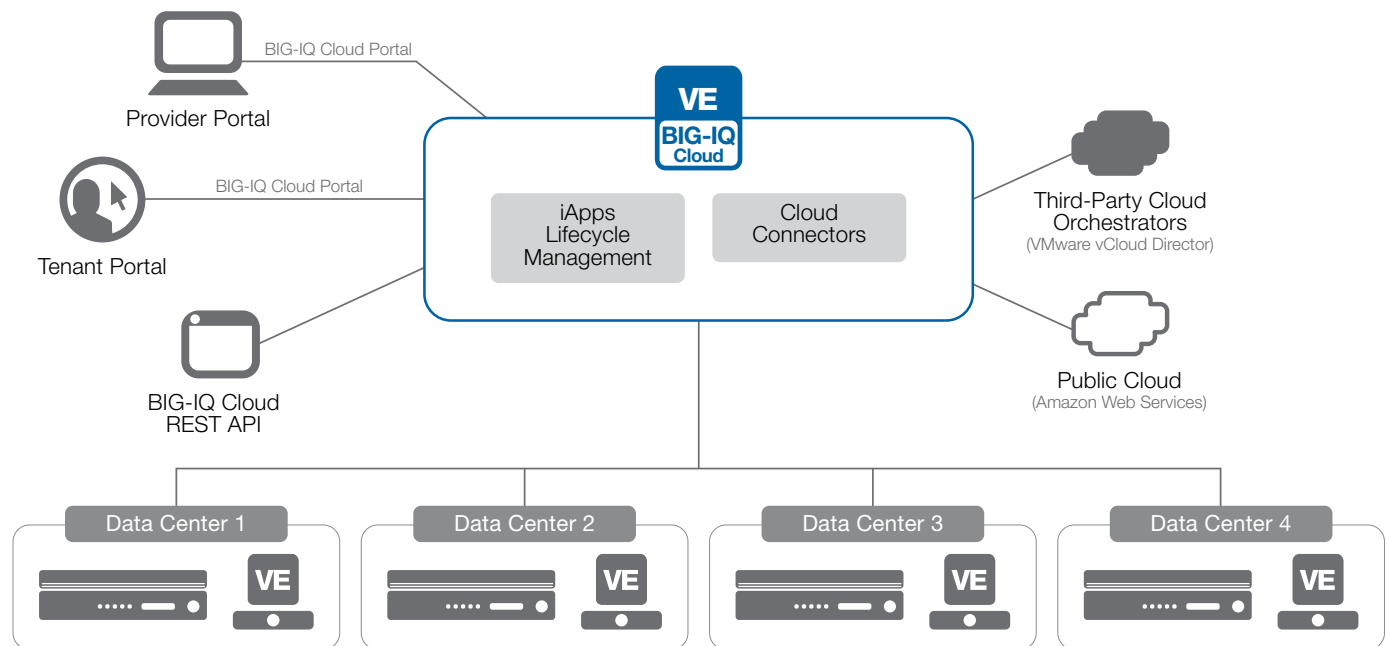 BIG-IQ Cloud Portal
Provider Portal
VE
BIG-IQ
Cloud
BIG-IQ Cloud Portal
Tenant Portal
iApps
Lifecycle
Management
Cloud
Connectors
Third-Party Cloud
Orchestrators
(VMware vCloud Director)
BIG-IQ Cloud
REST API
Public Cloud
(Amazon Web Services)
Data Center 1
Data Center 2
Data Center 3
Data Center 4
VE
VE
VE
VE